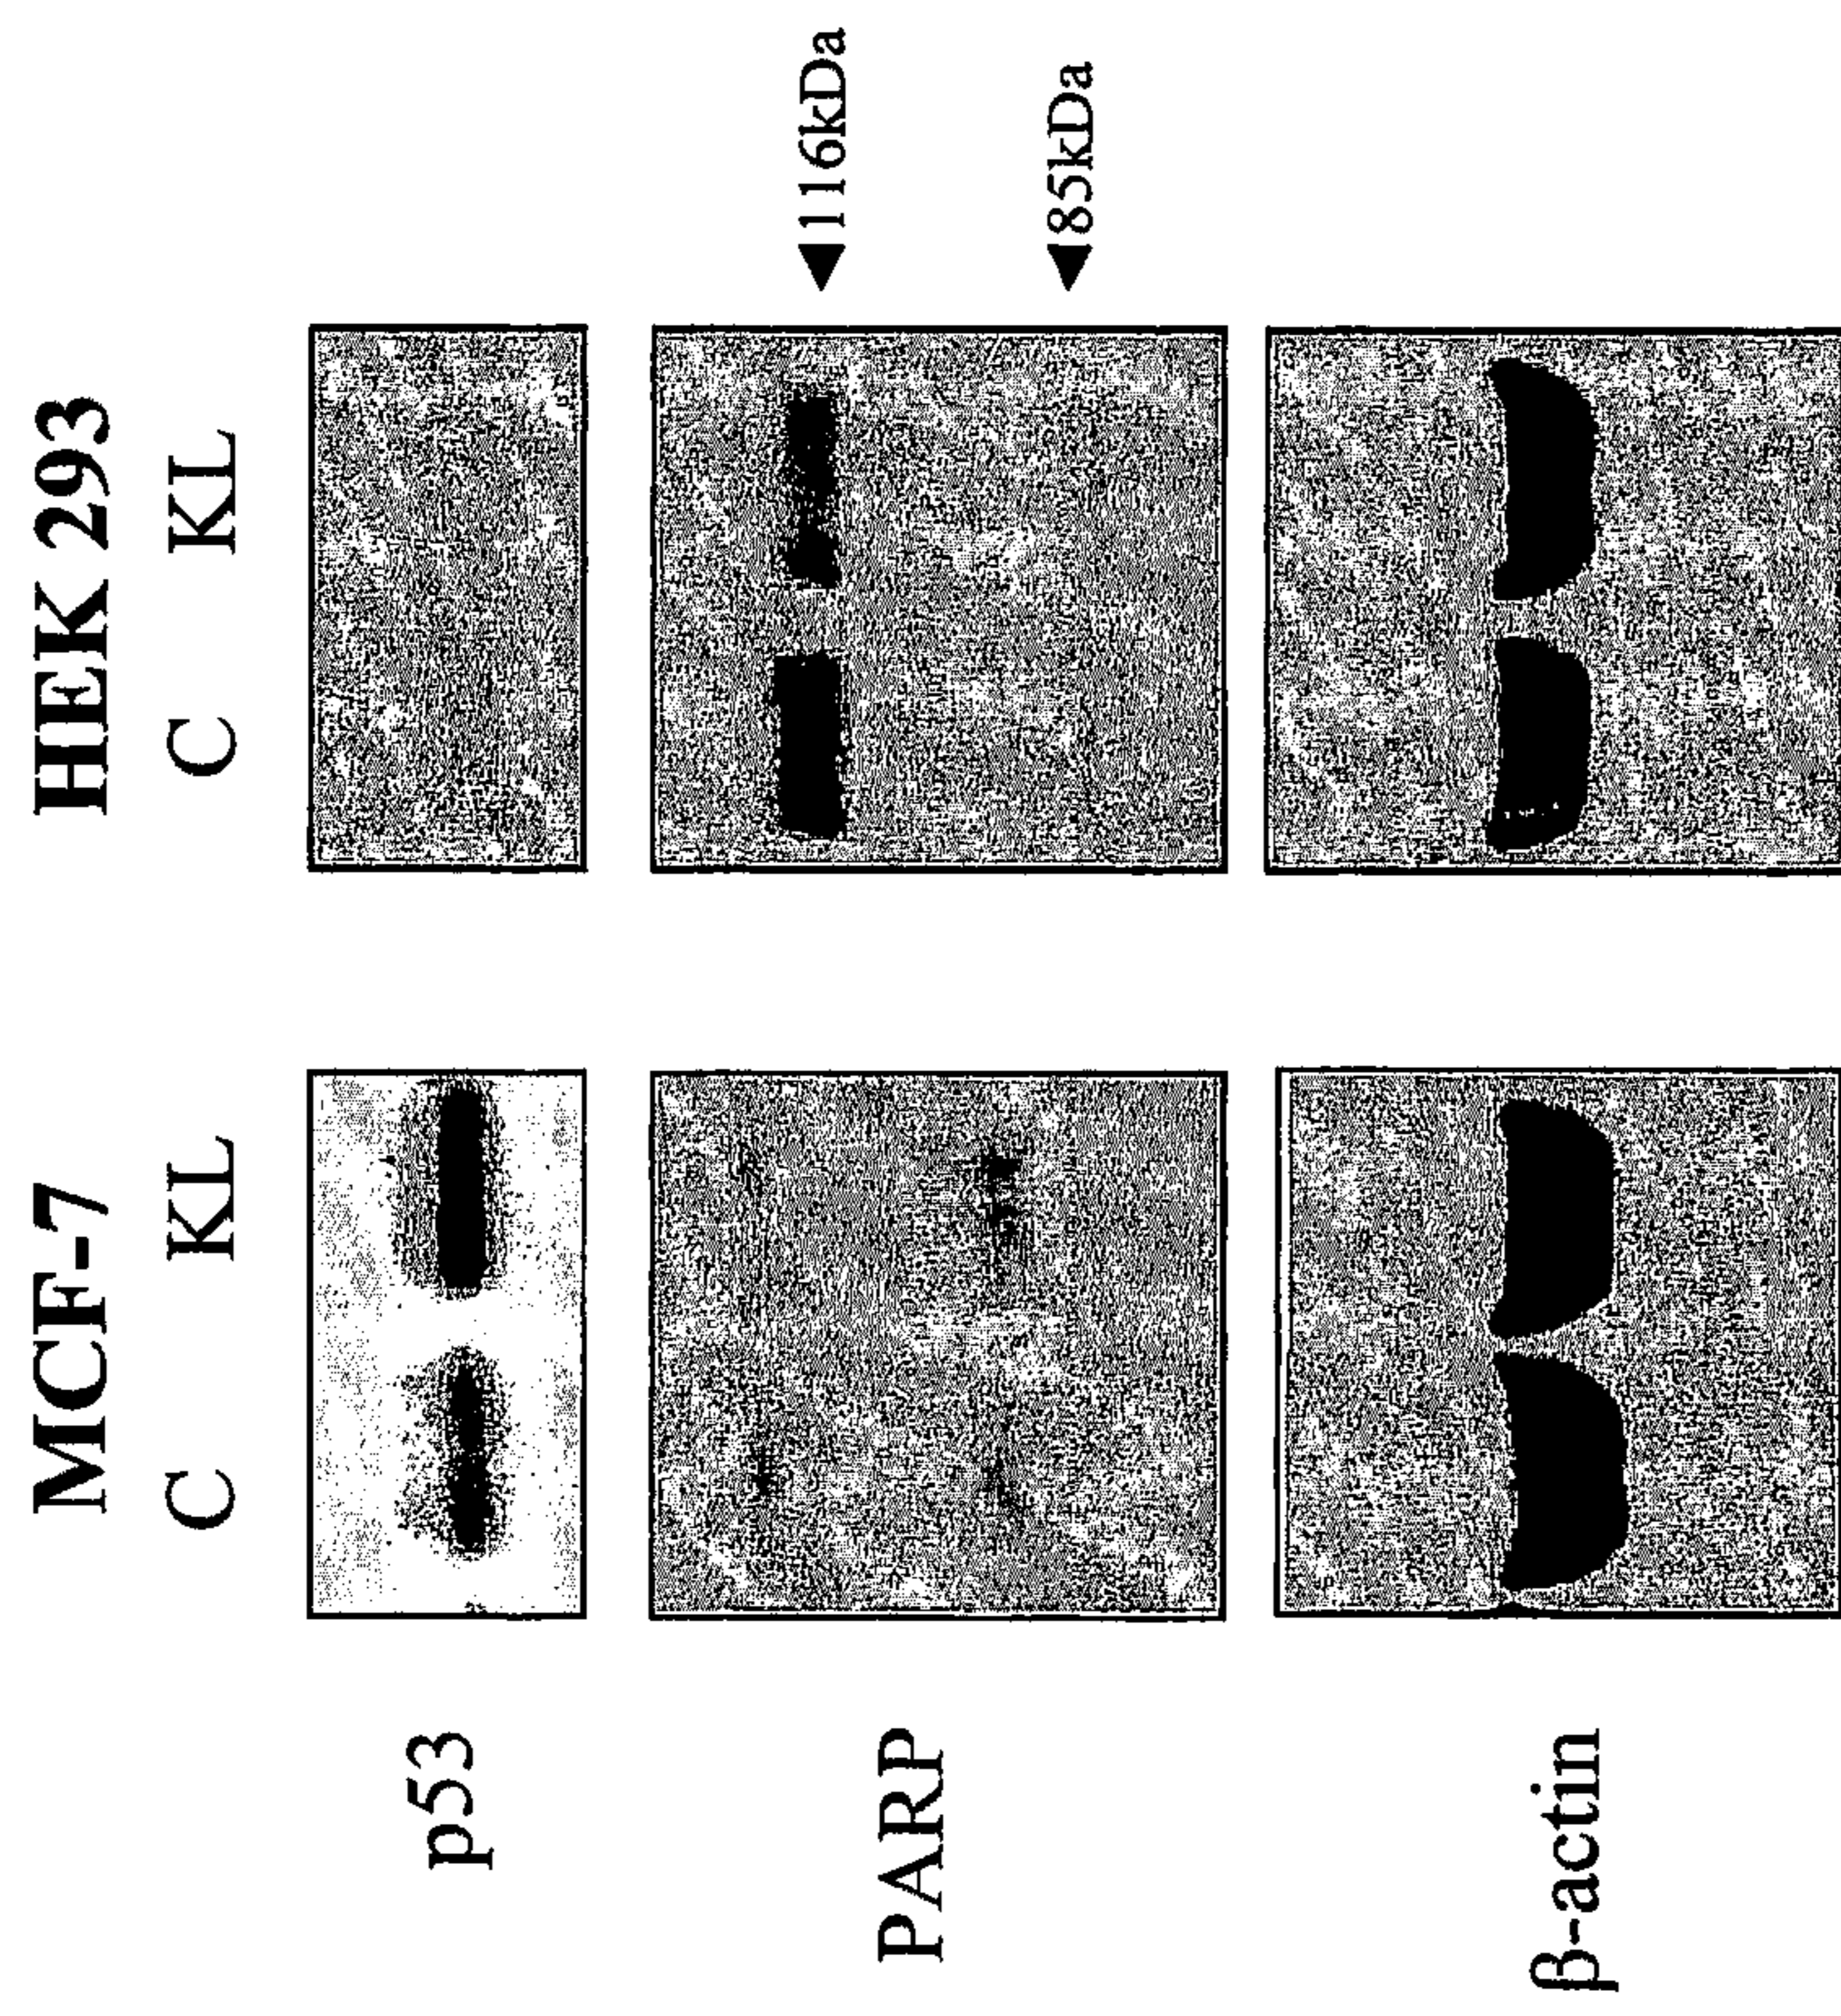 MCF-7 HEK 293
C KL C KL
p53
PARP
116kDa
85kDa
β-actin